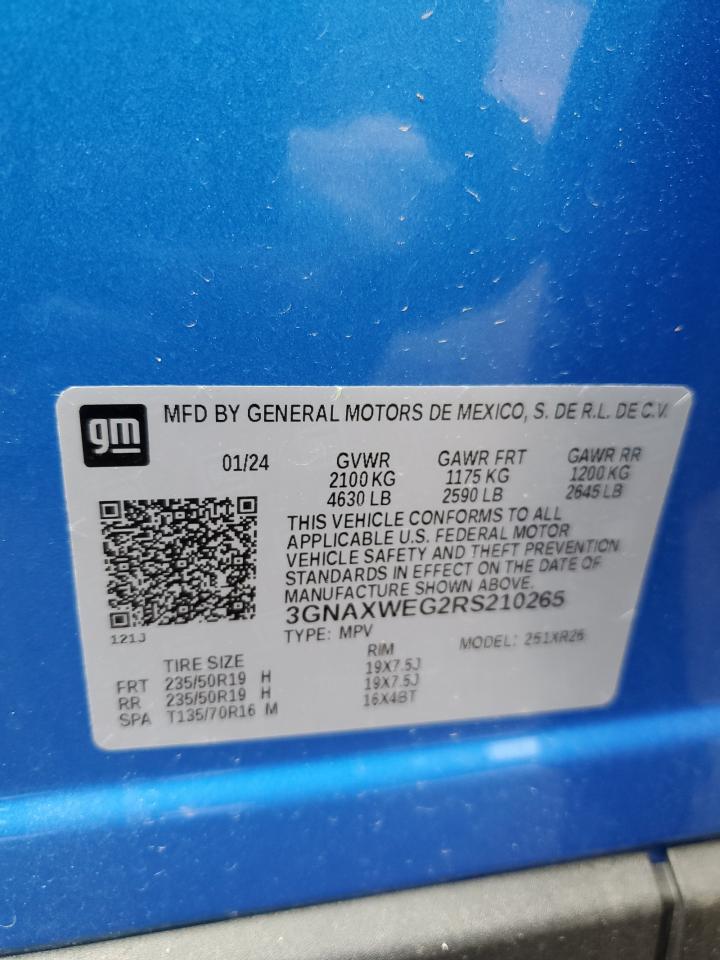 gm
MFD BY GENERAL MOTORS DE MEXICO, S. DE R.L. DE C.V.
01/24 GVWR GAWR FRT GAWR RR
2100 KG 1175 KG 1200 KG
4630 LB 2590 LB 2645 LB
THIS VEHICLE CONFORMS TO ALL
APPLICABLE U.S. FEDERAL MOTOR
VEHICLE SAFETY AND THEFT PREVENTION
STANDARDS IN EFFECT ON THE DATE OF
MANUFACTURE SHOWN ABOVE.
3GNAXWEG2RS210265
121J
TYPE: MPV MODEL: 251XR26
TIRE SIZE RIM
FRT 235/50R19 H 19X7.5J
RR 235/50R19 H 19X7.5J
SPA T135/70R16 M 16X4BT